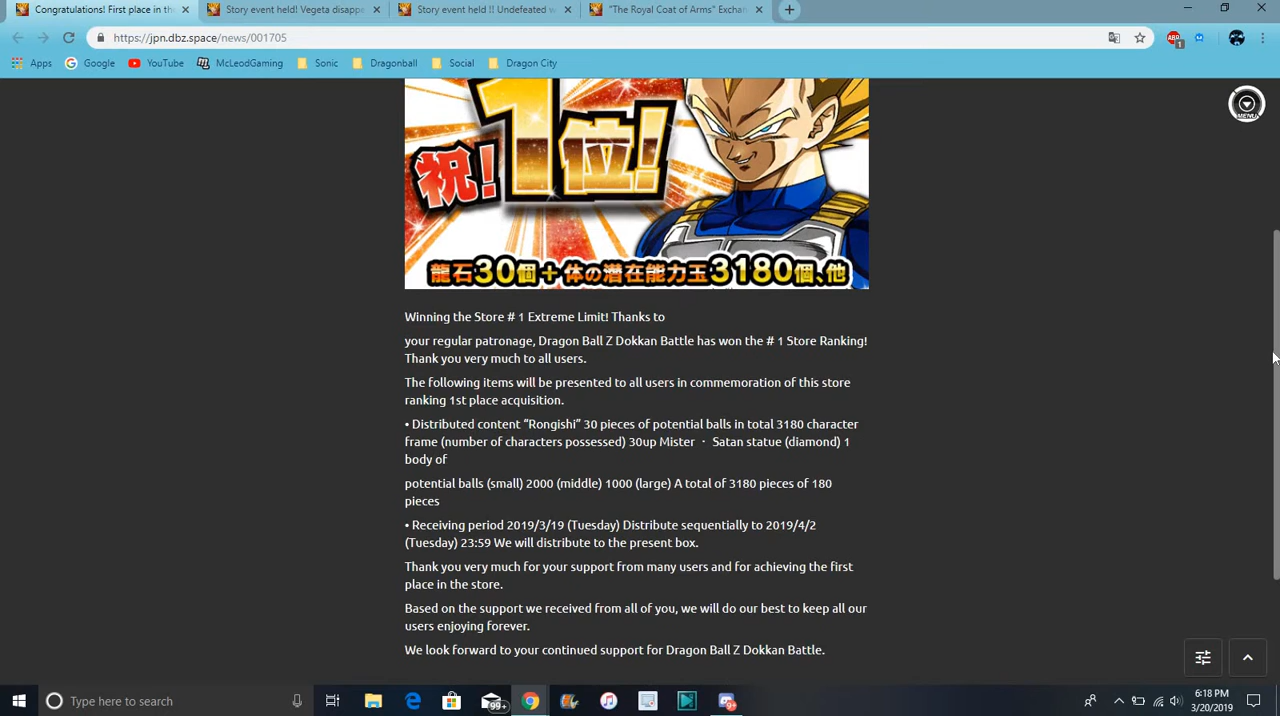 Congratulations! First place in th
Story event held! Vegeta disappe
Story event held !! Undefeated w
"The Royal Coat of Arms" Exchan
https://jpn.dbz.space/news/001705
ABP
1
Apps
Google
YouTube
McLeodGaming
Sonic
Dragonball
Social
Dragon City
MENU
祝!1位!
龍石30個+体の潜在能力玉3180個、他
Winning the Store # 1 Extreme Limit! Thanks to
your regular patronage, Dragon Ball Z Dokkan Battle has won the # 1 Store Ranking!
Thank you very much to all users.
The following items will be presented to all users in commemoration of this store
ranking 1st place acquisition.
• Distributed content “Rongishi” 30 pieces of potential balls in total 3180 character
frame (number of characters possessed) 30up Mister ・ Satan statue (diamond) 1
body of
potential balls (small) 2000 (middle) 1000 (large) A total of 3180 pieces of 180
pieces
• Receiving period 2019/3/19 (Tuesday) Distribute sequentially to 2019/4/2
(Tuesday) 23:59 We will distribute to the present box.
Thank you very much for your support from many users and for achieving the first
place in the store.
Based on the support we received from all of you, we will do our best to keep all our
users enjoying forever.
We look forward to your continued support for Dragon Ball Z Dokkan Battle.
Type here to search
99+
9+
6:18 PM
3/20/2019